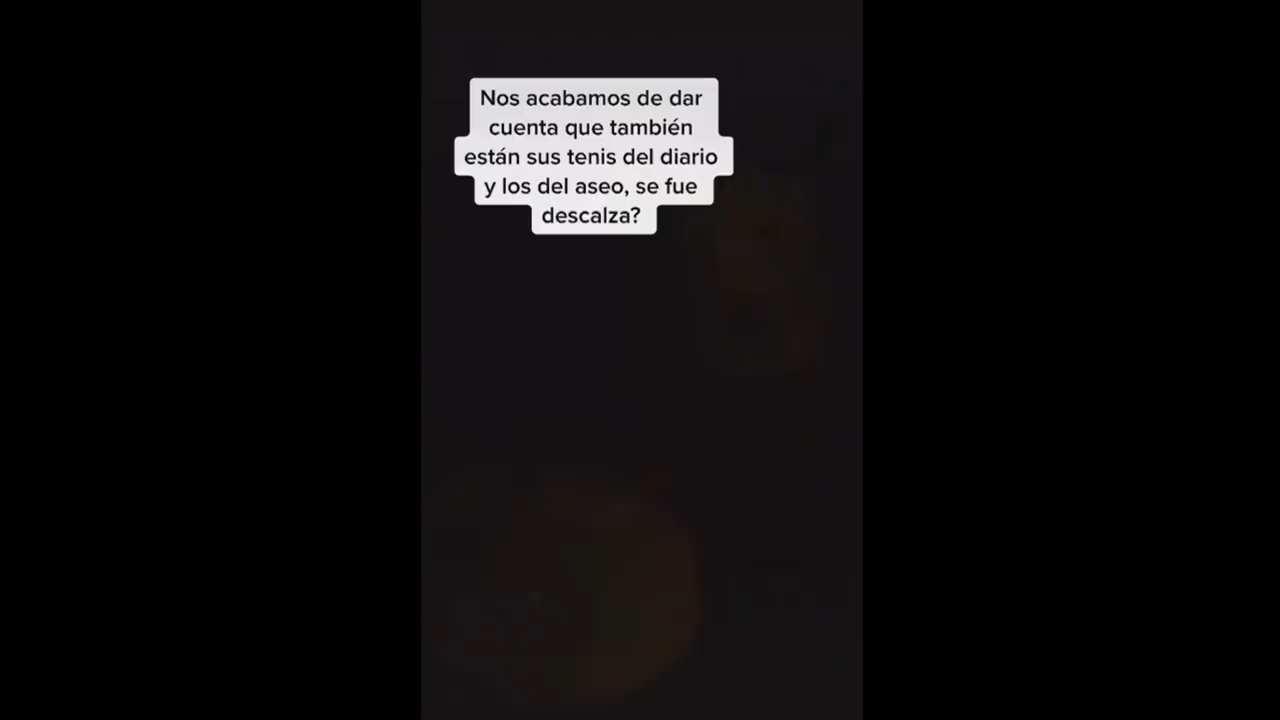 Nos acabamos de dar
cuenta que también
están sus tenis del diario
y los del aseo, se fue
descalza?